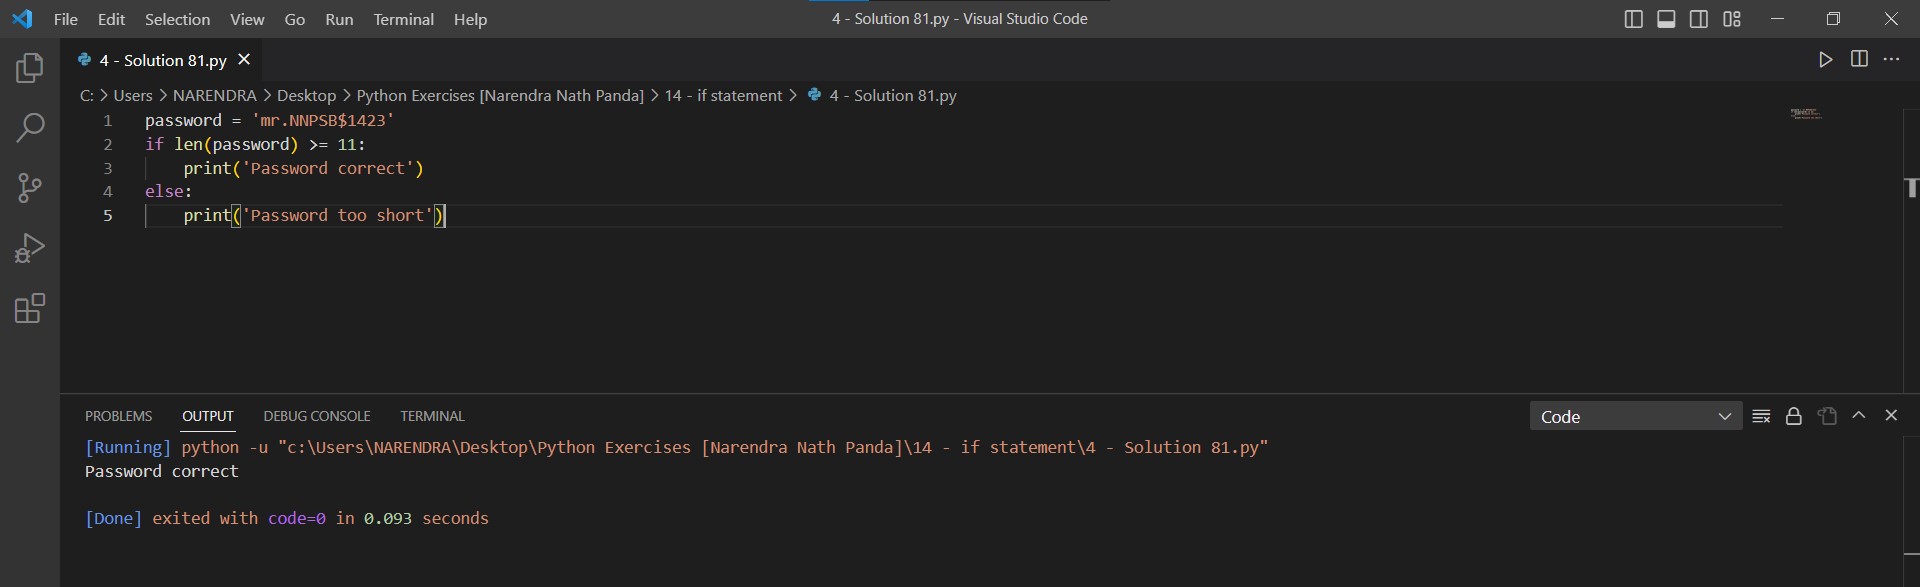 File Edit Selection View Go Run Terminal Help 4 - Solution 81.py - Visual Studio Code
4 - Solution 81.py
C: > Users > NARENDRA > Desktop > Python Exercises [Narendra Nath Panda] > 14 - if statement > 4 - Solution 81.py
1 password = 'mr.NNPSB$1423'
2 if len(password) >= 11:
3     print('Password correct')
4 else:
5     print('Password too short')
PROBLEMS OUTPUT DEBUG CONSOLE TERMINAL Code
[Running] python -u "c:\Users\NARENDRA\Desktop\Python Exercises [Narendra Nath Panda]\14 - if statement\4 - Solution 81.py"
Password correct
[Done] exited with code=0 in 0.093 seconds